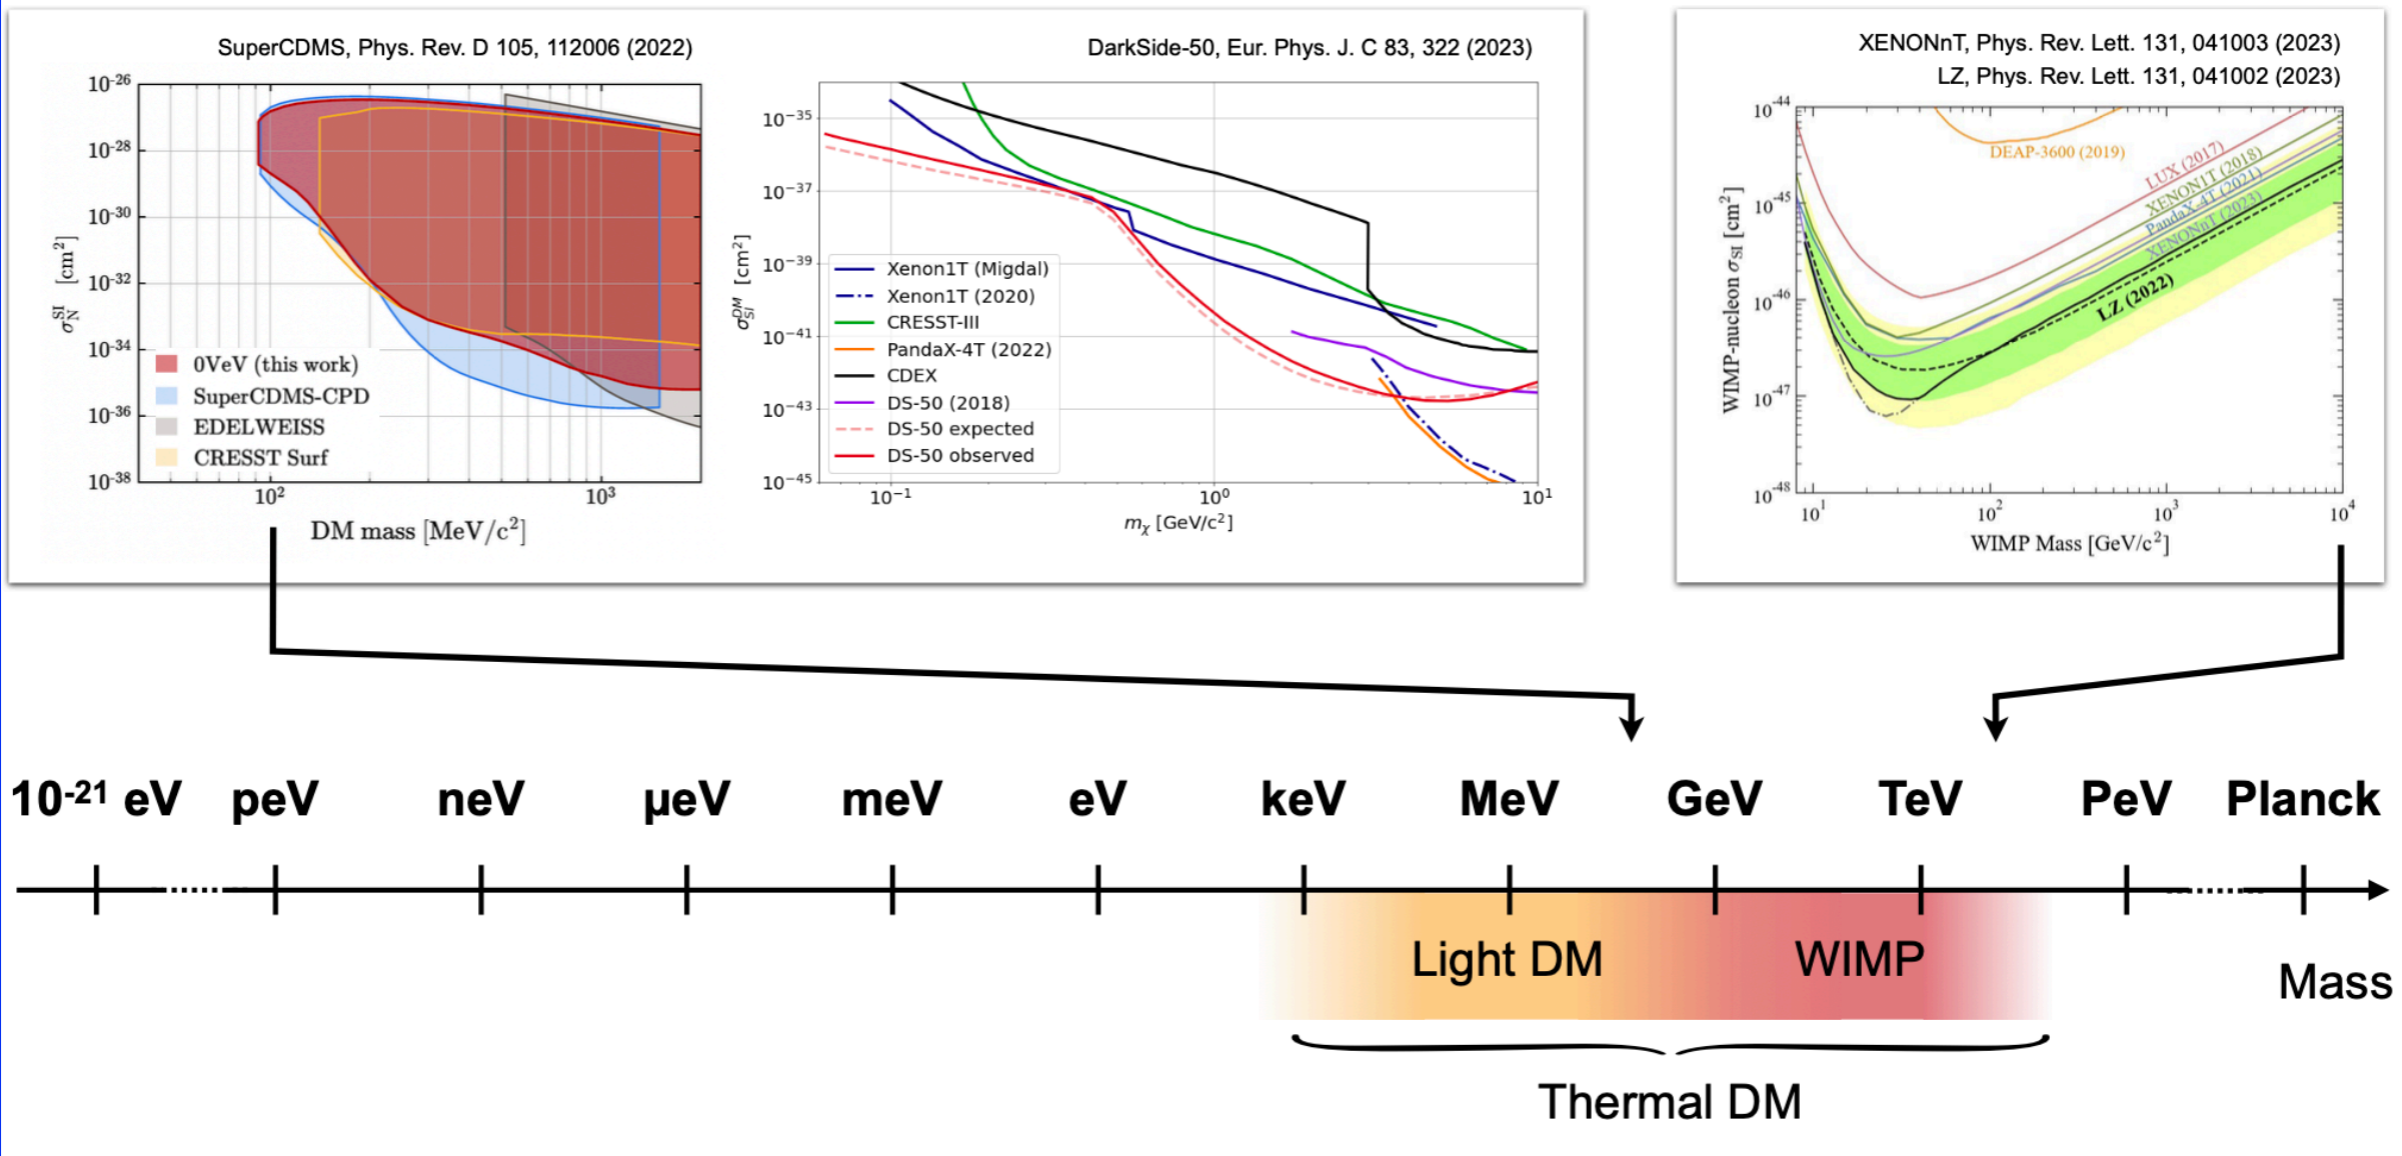 SuperCDMS, Phys. Rev. D 105, 112006 (2022)
10⁻²⁶
10⁻²⁸
10⁻³⁰
10⁻³²
10⁻³⁴
10⁻³⁶
10⁻³⁸
σ_N^SI [cm²]
0VeV (this work)
SuperCDMS-CPD
EDELWEISS
CRESST Surf
10² 10³
DM mass [MeV/c²]
DarkSide-50, Eur. Phys. J. C 83, 322 (2023)
10⁻³⁵
10⁻³⁷
10⁻³⁹
10⁻⁴¹
10⁻⁴³
10⁻⁴⁵
σ_SI^DM [cm²]
Xenon1T (Migdal)
Xenon1T (2020)
CRESST-III
PandaX-4T (2022)
CDEX
DS-50 (2018)
DS-50 expected
DS-50 observed
10⁻¹ 10⁰ 10¹
m_χ [GeV/c²]
XENONnT, Phys. Rev. Lett. 131, 041003 (2023)
LZ, Phys. Rev. Lett. 131, 041002 (2023)
10⁻⁴⁴
10⁻⁴⁵
10⁻⁴⁶
10⁻⁴⁷
10⁻⁴⁸
WIMP-nucleon σ_SI [cm²]
DEAP-3600 (2019)
LUX (2017)
XENON1T (2018)
PandaX-4T (2021)
XENONnT (2023)
LZ (2022)
10¹ 10² 10³ 10⁴
WIMP Mass [GeV/c²]
10⁻²¹ eV peV neV μeV meV eV keV MeV GeV TeV PeV Planck
Light DM WIMP
Mass
Thermal DM